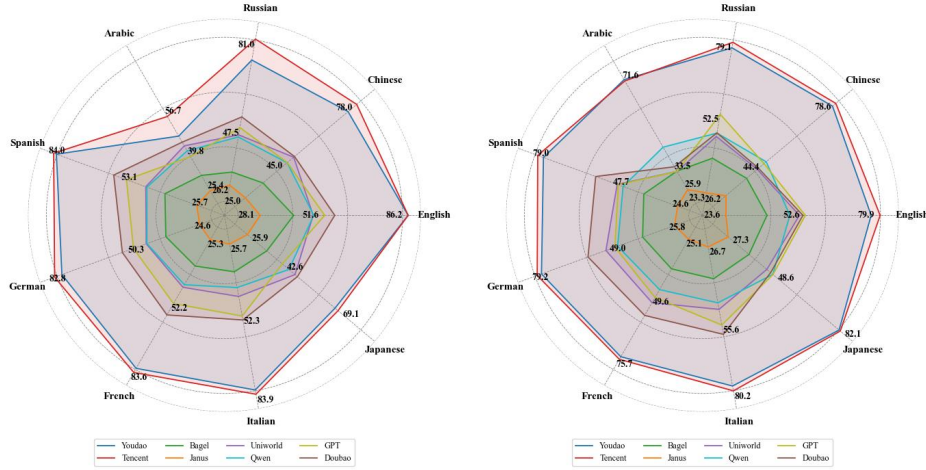 Russian
Arabic
81.0
Chinese
78.0
56.7
Spanish
84.0
47.5
39.8
45.0
53.1
25.4
26.2
25.7
25.0
English
51.6
86.2
28.1
24.6
25.9
25.3
25.7
50.3
42.6
German
82.8
52.2
52.3
69.1
Japanese
French
83.6
83.9
Italian
Youdao
Bagel
Uniworld
GPT
Tencent
Janus
Qwen
Doubao
Russian
Arabic
79.1
Chinese
71.6
78.6
52.5
Spanish
79.0
33.5
44.4
47.7
25.9
23.3
26.2
24.6
English
52.6
79.9
23.6
25.8
27.3
25.1
26.7
49.0
48.6
German
79.2
49.6
55.6
82.1
Japanese
French
75.7
80.2
Italian
Youdao
Bagel
Uniworld
GPT
Tencent
Janus
Qwen
Doubao